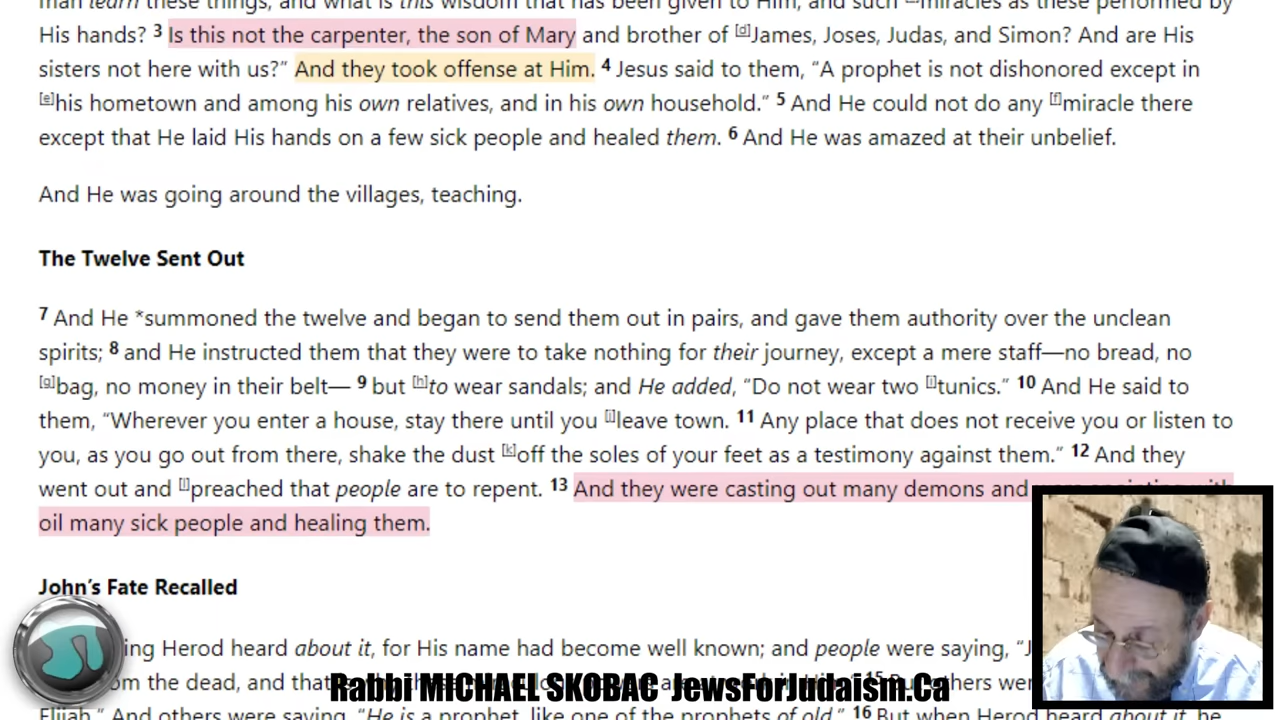 man learn these things, and what is this wisdom that has been given to Him, and such miracles as these performed by
His hands? 3 Is this not the carpenter, the son of Mary and brother of [d]James, Joses, Judas, and Simon? And are His
sisters not here with us?” And they took offense at Him. 4 Jesus said to them, “A prophet is not dishonored except in
[e]his hometown and among his own relatives, and in his own household.” 5 And He could not do any [f]miracle there
except that He laid His hands on a few sick people and healed them. 6 And He was amazed at their unbelief.
And He was going around the villages, teaching.
The Twelve Sent Out
7 And He *summoned the twelve and began to send them out in pairs, and gave them authority over the unclean
spirits; 8 and He instructed them that they were to take nothing for their journey, except a mere staff—no bread, no
[g]bag, no money in their belt— 9 but [h]to wear sandals; and He added, “Do not wear two [i]tunics.” 10 And He said to
them, “Wherever you enter a house, stay there until you [j]leave town. 11 Any place that does not receive you or listen to
you, as you go out from there, shake the dust [k]off the soles of your feet as a testimony against them.” 12 And they
went out and [l]preached that people are to repent. 13 And they were casting out many demons and
oil many sick people and healing them.
John’s Fate Recalled
ing Herod heard about it, for His name had become well known; and people were saying, “J
om the dead, and that 15 But others wer
Rabbi MICHAEL SKOBAC JewsForJudaism.Ca
Elijah.” And others were saying, “He is a prophet, like one of the prophets of old.” 16 But when Herod heard about it, he